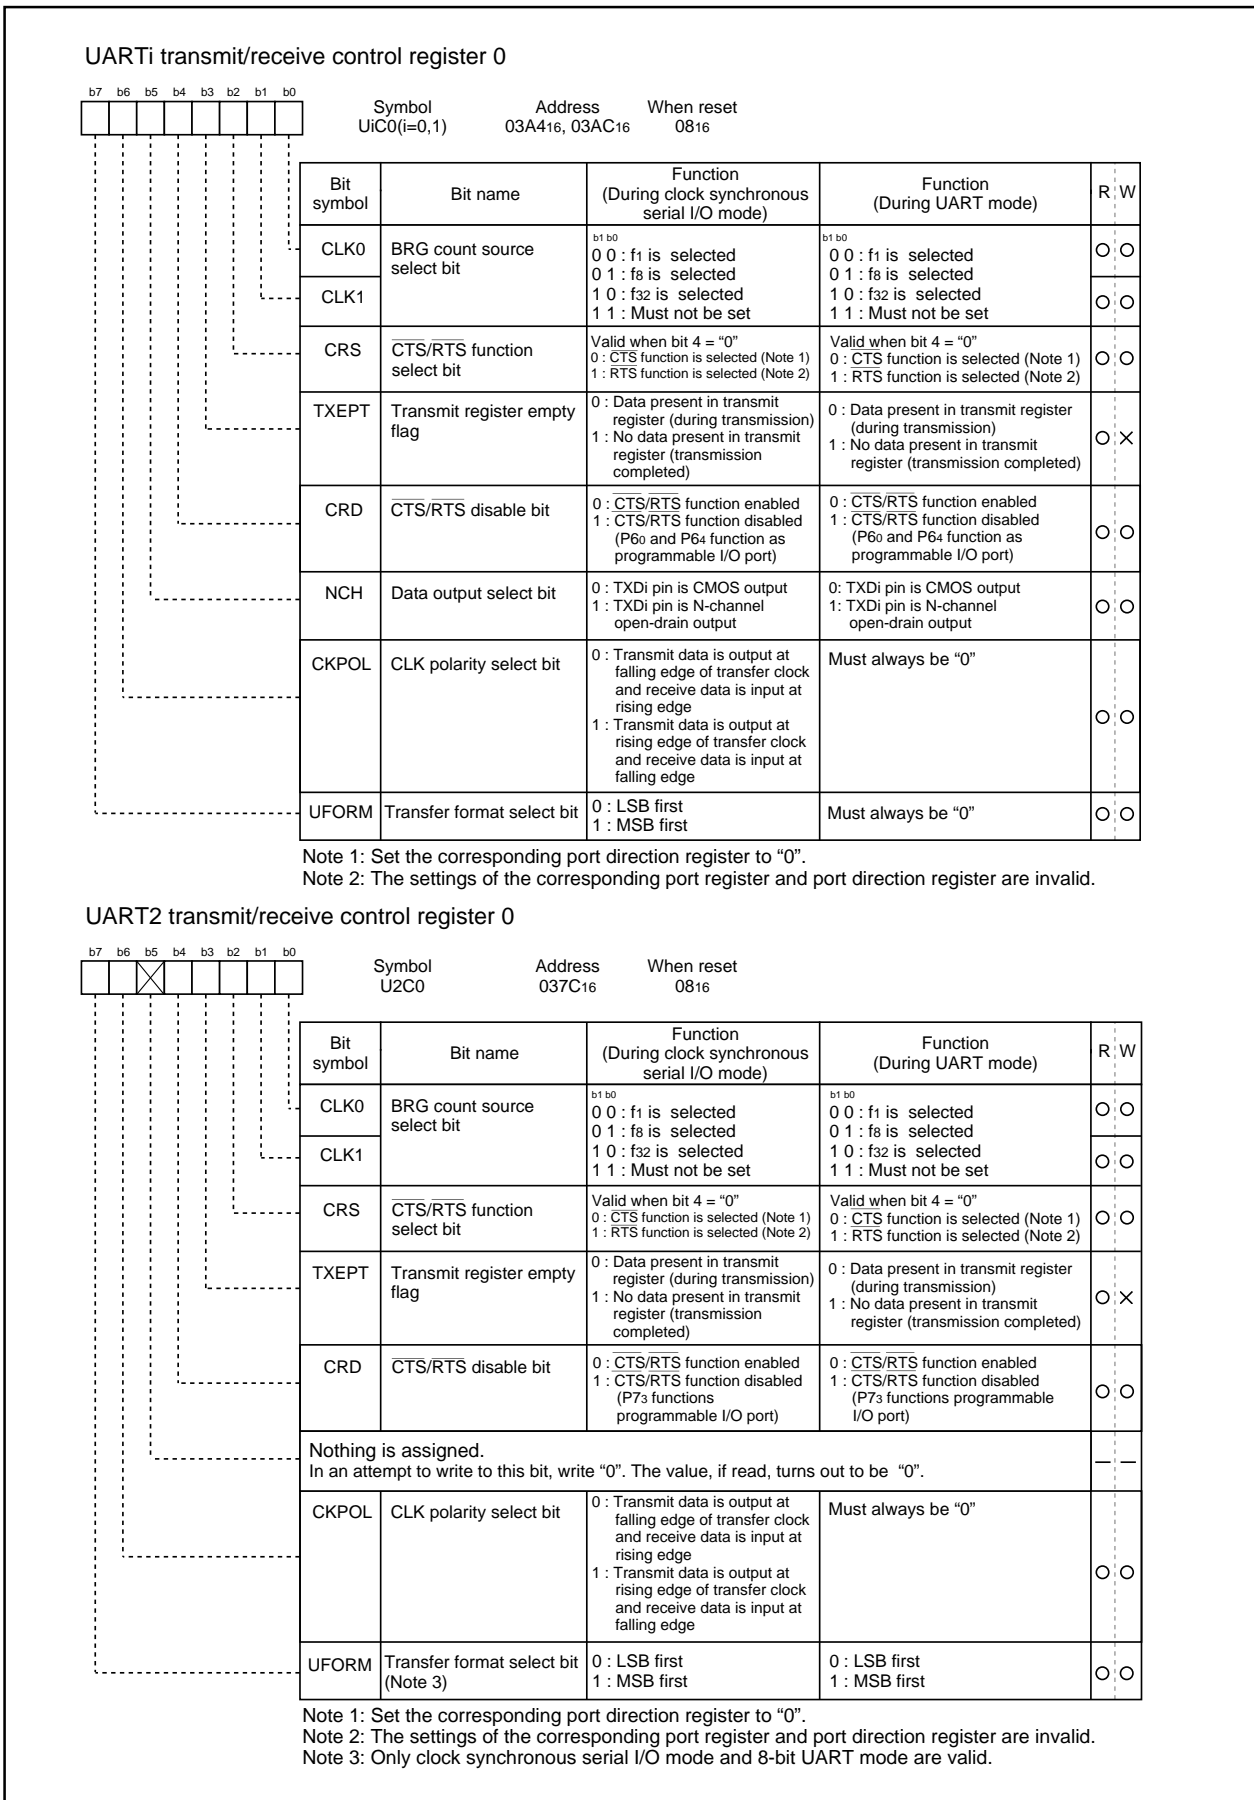 UARTi transmit/receive control register 0
b7 b6 b5 b4 b3 b2 b1 b0
Symbol Address When reset
UiC0(i=0,1) 03A416, 03AC16 0816
Bit symbol Bit name Function (During clock synchronous serial I/O mode) Function (During UART mode) R W
CLK0 BRG count source select bit
b1 b0
0 0 : f1 is selected
0 1 : f8 is selected
1 0 : f32 is selected
1 1 : Must not be set
b1 b0
0 0 : f1 is selected
0 1 : f8 is selected
1 0 : f32 is selected
1 1 : Must not be set
CLK1
CRS CTS/RTS function select bit
Valid when bit 4 = “0”
0 : CTS function is selected (Note 1)
1 : RTS function is selected (Note 2)
Valid when bit 4 = “0”
0 : CTS function is selected (Note 1)
1 : RTS function is selected (Note 2)
TXEPT Transmit register empty flag
0 : Data present in transmit
register (during transmission)
1 : No data present in transmit
register (transmission
completed)
0 : Data present in transmit register
(during transmission)
1 : No data present in transmit
register (transmission completed)
CRD CTS/RTS disable bit
0 : CTS/RTS function enabled
1 : CTS/RTS function disabled
(P60 and P64 function as
programmable I/O port)
0 : CTS/RTS function enabled
1 : CTS/RTS function disabled
(P60 and P64 function as
programmable I/O port)
NCH Data output select bit
0 : TXDi pin is CMOS output
1 : TXDi pin is N-channel
open-drain output
0: TXDi pin is CMOS output
1: TXDi pin is N-channel
open-drain output
CKPOL CLK polarity select bit
0 : Transmit data is output at
falling edge of transfer clock
and receive data is input at
rising edge
1 : Transmit data is output at
rising edge of transfer clock
and receive data is input at
falling edge
Must always be “0”
UFORM Transfer format select bit
0 : LSB first
1 : MSB first
Must always be “0”
Note 1: Set the corresponding port direction register to “0”.
Note 2: The settings of the corresponding port register and port direction register are invalid.
UART2 transmit/receive control register 0
b7 b6 b5 b4 b3 b2 b1 b0
Symbol Address When reset
U2C0 037C16 0816
Bit symbol Bit name Function (During clock synchronous serial I/O mode) Function (During UART mode) R W
CLK0 BRG count source select bit
b1 b0
0 0 : f1 is selected
0 1 : f8 is selected
1 0 : f32 is selected
1 1 : Must not be set
b1 b0
0 0 : f1 is selected
0 1 : f8 is selected
1 0 : f32 is selected
1 1 : Must not be set
CLK1
CRS CTS/RTS function select bit
Valid when bit 4 = “0”
0 : CTS function is selected (Note 1)
1 : RTS function is selected (Note 2)
Valid when bit 4 = “0”
0 : CTS function is selected (Note 1)
1 : RTS function is selected (Note 2)
TXEPT Transmit register empty flag
0 : Data present in transmit
register (during transmission)
1 : No data present in transmit
register (transmission
completed)
0 : Data present in transmit register
(during transmission)
1 : No data present in transmit
register (transmission completed)
CRD CTS/RTS disable bit
0 : CTS/RTS function enabled
1 : CTS/RTS function disabled
(P73 functions
programmable I/O port)
0 : CTS/RTS function enabled
1 : CTS/RTS function disabled
(P73 functions programmable
I/O port)
Nothing is assigned.
In an attempt to write to this bit, write “0”. The value, if read, turns out to be “0”.
CKPOL CLK polarity select bit
0 : Transmit data is output at
falling edge of transfer clock
and receive data is input at
rising edge
1 : Transmit data is output at
rising edge of transfer clock
and receive data is input at
falling edge
Must always be “0”
UFORM Transfer format select bit (Note 3)
0 : LSB first
1 : MSB first
0 : LSB first
1 : MSB first
Note 1: Set the corresponding port direction register to “0”.
Note 2: The settings of the corresponding port register and port direction register are invalid.
Note 3: Only clock synchronous serial I/O mode and 8-bit UART mode are valid.